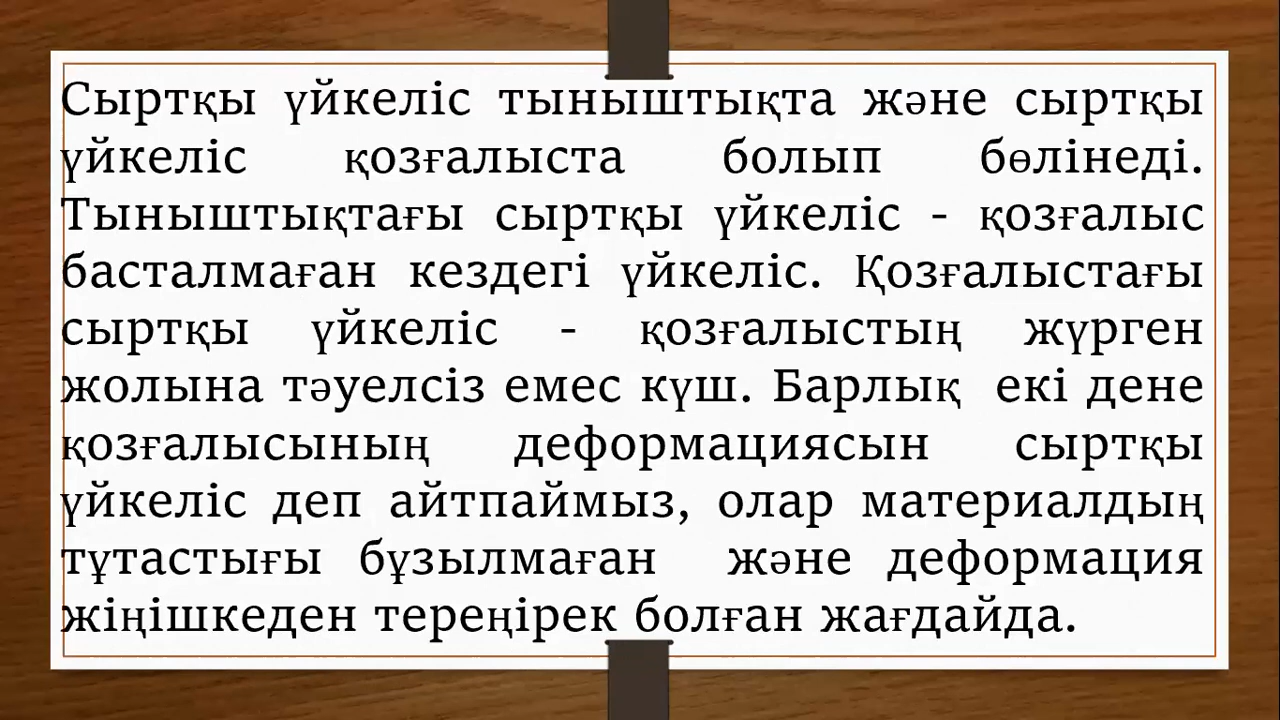 Сыртқы үйкеліс тыныштықта және сыртқы
үйкеліс қозғалыста болып бөлінеді.
Тыныштықтағы сыртқы үйкеліс - қозғалыс
басталмаған кездегі үйкеліс. Қозғалыстағы
сыртқы үйкеліс - қозғалыстың жүрген
жолына тәуелсіз емес күш. Барлық екі дене
қозғалысының деформациясын сыртқы
үйкеліс деп айтпаймыз, олар материалдың
тұтастығы бұзылмаған және деформация
жіңішкеден тереңірек болған жағдайда.